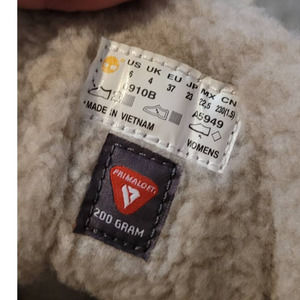 US UK EU JP MX CN
6 4 37 23 22,5 230(1.5)
910B A5949
*MADE IN VIETNAM
WOMENS
PRIMALOFT
200 GRAM